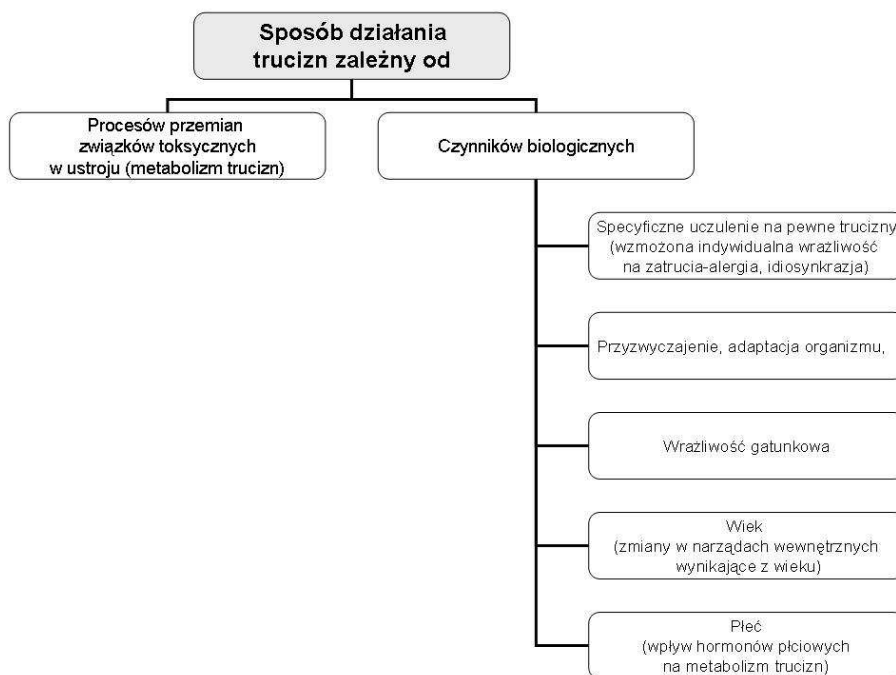 Sposób działania
trucizn zależny od
Procesów przemian
związków toksycznych
w ustroju (metabolizm trucizn)
Czynników biologicznych
Specyficzne uczulenie na pewne trucizny
(wzmożona indywidualna wrażliwość
na zatrucia-alergia, idiosynkrazja)
Przyzwyczajenie, adaptacja organizmu,
Wrażliwość gatunkowa
Wiek
(zmiany w narządach wewnętrznych
wynikające z wieku)
Płeć
(wpływ hormonów płciowych
na metabolizm trucizn)